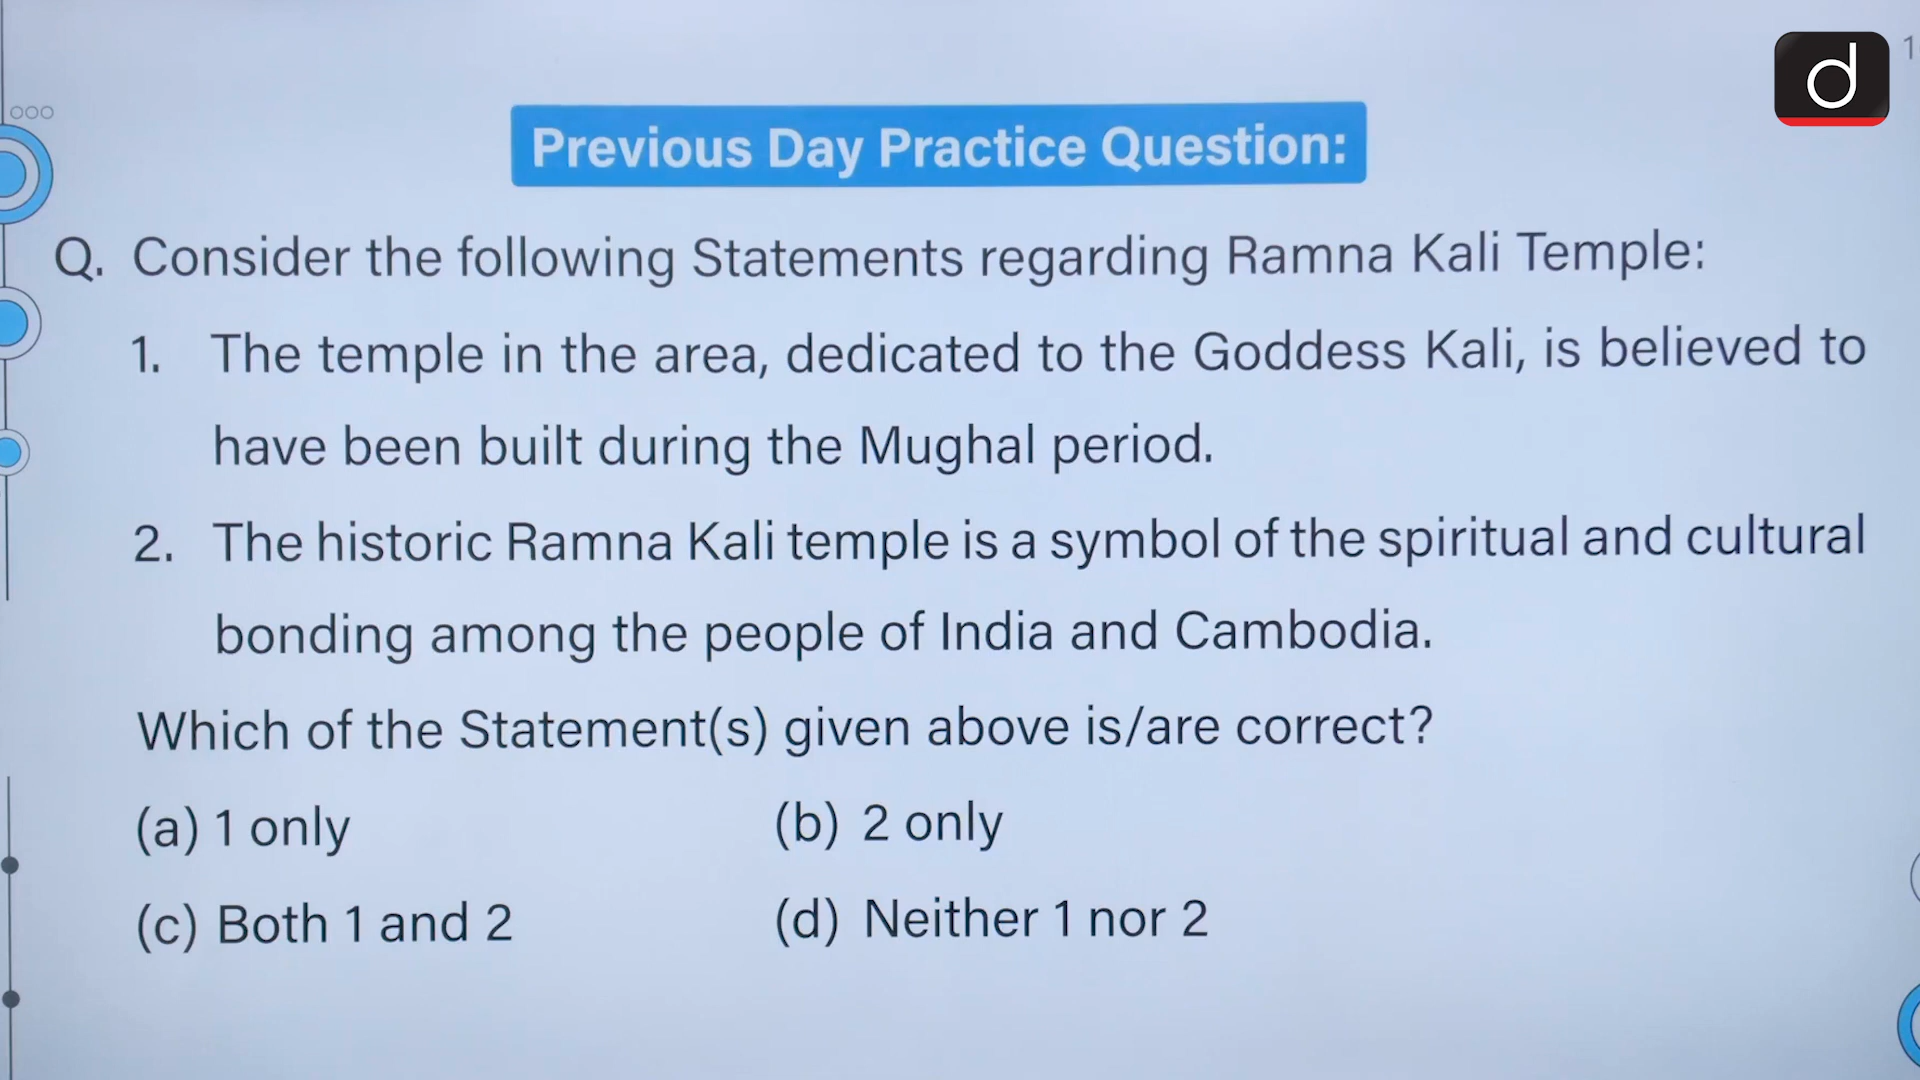 d
1
Previous Day Practice Question:
Q. Consider the following Statements regarding Ramna Kali Temple:
1. The temple in the area, dedicated to the Goddess Kali, is believed to
have been built during the Mughal period.
2. The historic Ramna Kali temple is a symbol of the spiritual and cultural
bonding among the people of India and Cambodia.
Which of the Statement(s) given above is/are correct?
(a) 1 only (b) 2 only
(c) Both 1 and 2 (d) Neither 1 nor 2